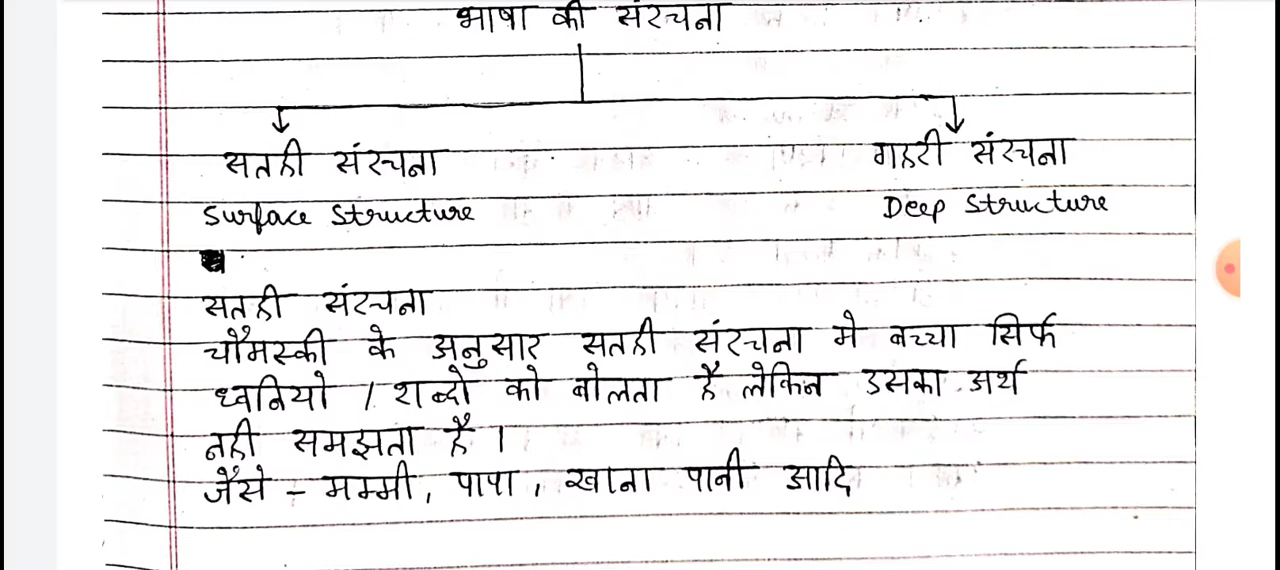 भाषा की संरचना
सतही संरचना गहरी संरचना
Surface Structure Deep Structure
सतही संरचना
चौमस्की के अनुसार सतही संरचना मे बच्चा सिर्फ
ध्वनियो / शब्दो को बोलता है लेकिन उसका अर्थ
नही समझता है ।
जैसे - मम्मी, पापा, खाना पानी आदि